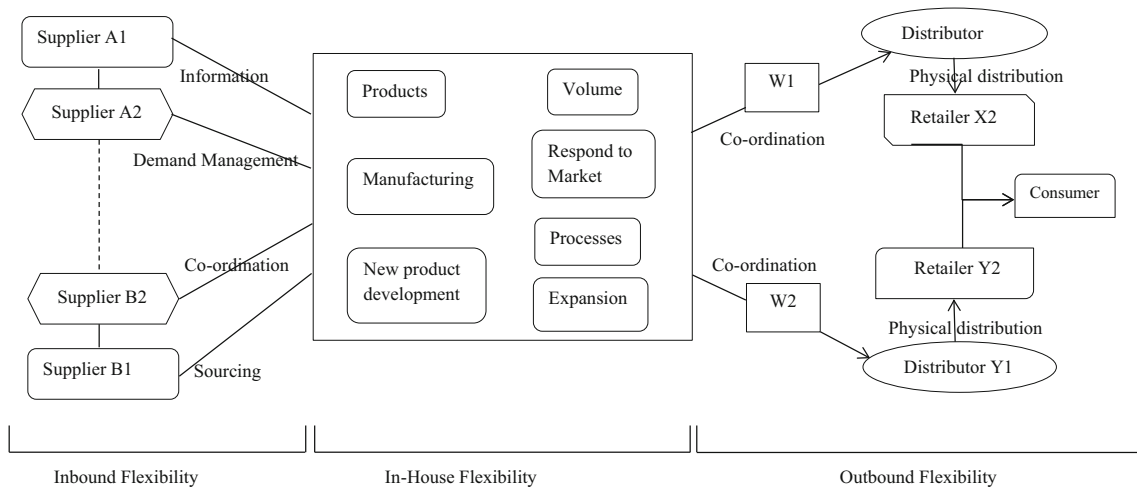 Supplier A1
Information
Supplier A2
Demand Management
Co-ordination
Supplier B2
Supplier B1
Sourcing
Products
Volume
Manufacturing
Respond to
Market
New product
development
Processes
Expansion
W1
Co-ordination
Distributor
Physical distribution
Retailer X2
Consumer
Retailer Y2
Co-ordination
W2
Physical distribution
Distributor Y1
Inbound Flexibility
In-House Flexibility
Outbound Flexibility